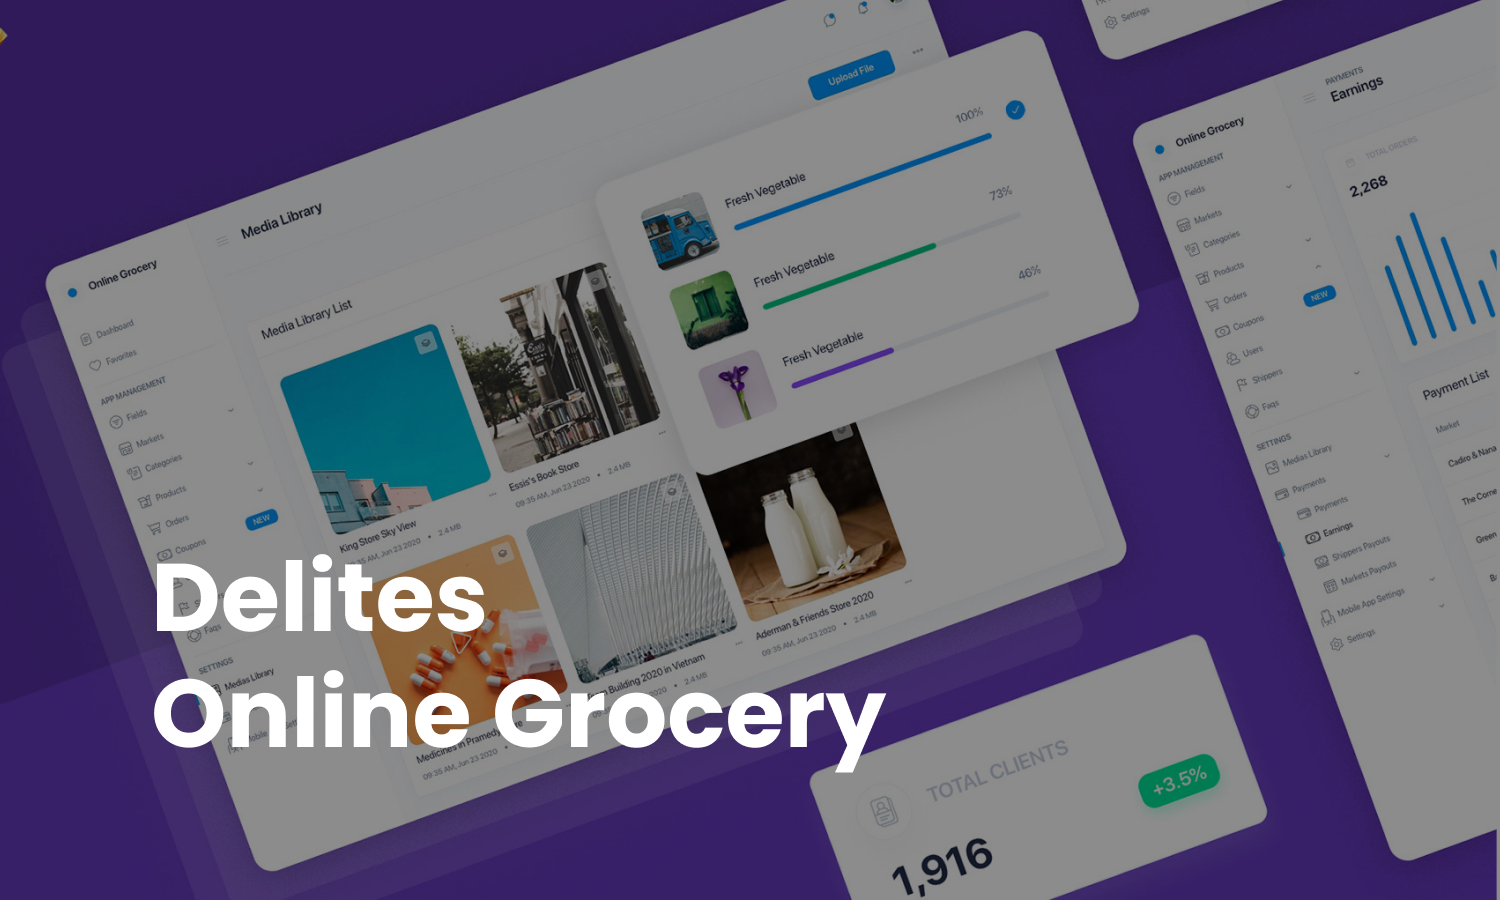 Settings
Upload File
100%
Fresh Vegetable
73%
Fresh Vegetable
46%
Fresh Vegetable
Media Library
Online Grocery
Dashboard
Favorites
APP MANAGEMENT
Fields
Markets
Categories
Products
Orders
NEW
Coupons
Faqs
SETTINGS
Medias Library
Media Library List
King Store Sky View
09:35 AM, Jun 23 2020 • 2.4 MB
Essis's Book Store
09:35 AM, Jun 23 2020 • 2.4 MB
Medicines in
09:35 AM, Jun 23 2020
Building 2020 in Vietnam
2.4 MB
Aderman & Friends Store 2020
09:35 AM, Jun 23 2020 • 2.4 MB
PAYMENTS
Earnings
Online Grocery
APP MANAGEMENT
Fields
Markets
Categories
Products
Orders
NEW
Coupons
Users
Shippers
Faqs
SETTINGS
Medias Library
Payments
Payments
Earnings
Shippers Payouts
Markets Payouts
Mobile App Settings
Settings
TOTAL ORDERS
2,268
Payment List
Market
Cadiro & Nana
The Corne
Green
Delites
Online Grocery
TOTAL CLIENTS
+3.5%
1,916